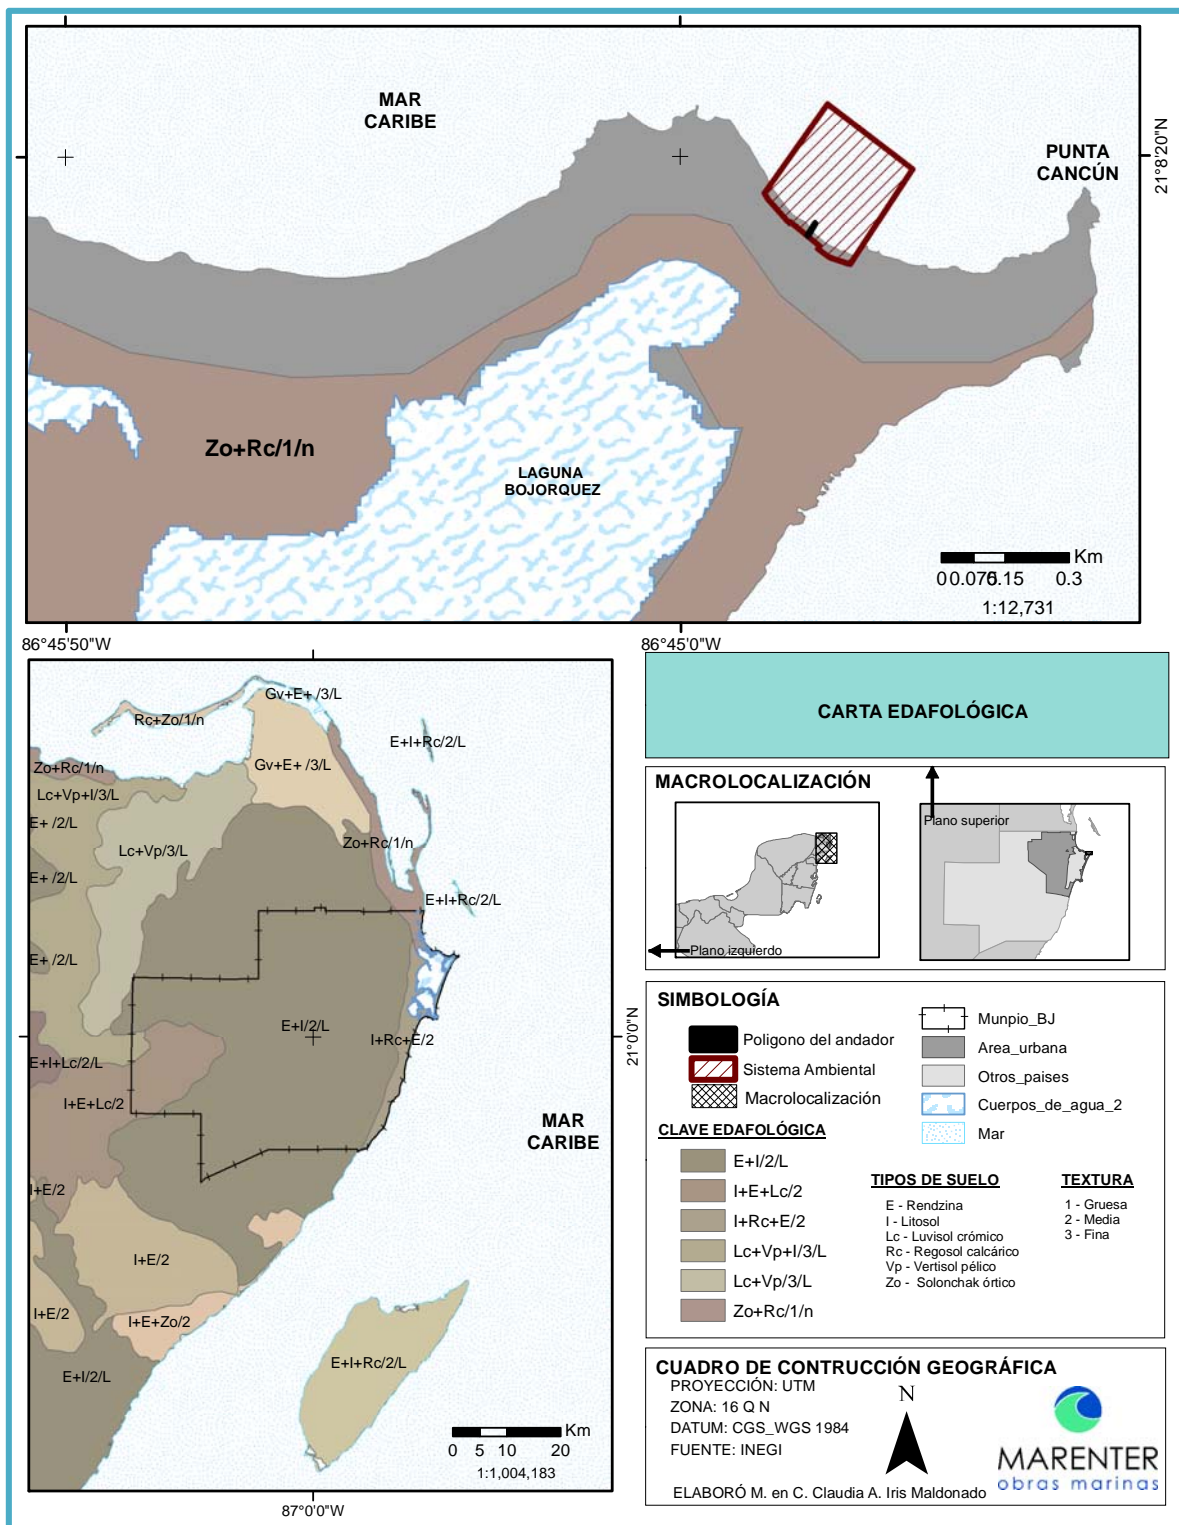 MAR
CARIBE
PUNTA
CANCÚN
21°8'20"N
Zo+Rc/1/n
LAGUNA
BOJORQUEZ
Km
0 0.075 0.15 0.3
1:12,731
86°45'50"W
86°45'0"W
Gv+E+ /3/L
Rc+Zo/1/n
E+I+Rc/2/L
Gv+E+ /3/L
Zo+Rc/1/n
Lc+Vp+I/3/L
E+ /2/L
Lc+Vp/3/L
Zo+Rc/1/n
E+ /2/L
E+I+Rc/2/L
E+ /2/L
E+I/2/L
I+Rc+E/2
E+I+Lc/2/L
I+E+Lc/2
MAR
CARIBE
I+E/2
I+E/2
I+E/2
I+E+Zo/2
E+I+Rc/2/L
E+I/2/L
Km
0 5 10 20
1:1,004,183
87°0'0"W
21°0'0"N
CARTA EDAFOLÓGICA
MACROLOCALIZACIÓN
Plano superior
Plano izquierdo
SIMBOLOGÍA
Poligono del andador
Sistema Ambiental
Macrolocalización
Munpio_BJ
Area_urbana
Otros_paises
Cuerpos_de_agua_2
Mar
CLAVE EDAFOLÓGICA
E+I/2/L
I+E+Lc/2
I+Rc+E/2
Lc+Vp+I/3/L
Lc+Vp/3/L
Zo+Rc/1/n
TIPOS DE SUELO
E - Rendzina
I - Litosol
Lc - Luvisol crómico
Rc - Regosol calcárico
Vp - Vertisol pélico
Zo - Solonchak órtico
TEXTURA
1 - Gruesa
2 - Media
3 - Fina
CUADRO DE CONTRUCCIÓN GEOGRÁFICA
PROYECCIÓN: UTM
ZONA: 16 Q N
DATUM: CGS_WGS 1984
FUENTE: INEGI
N
MARENTER
obras marinas
ELABORÓ M. en C. Claudia A. Iris Maldonado